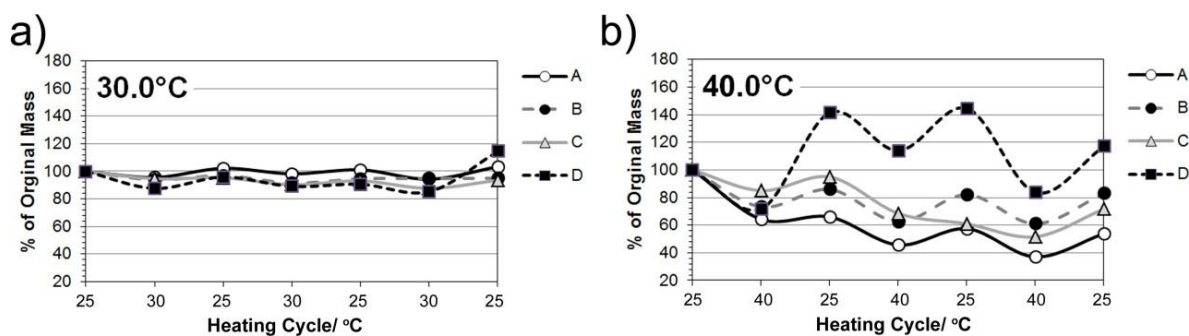 a)
30.0°C
% of Orginal Mass
180
160
140
120
100
80
60
40
20
25 30 25 30 25 30 25
Heating Cycle/ °C
A
B
C
D
b)
40.0°C
% of Orginal Mass
180
160
140
120
100
80
60
40
20
25 40 25 40 25 40 25
Heating Cycle/ °C
A
B
C
D